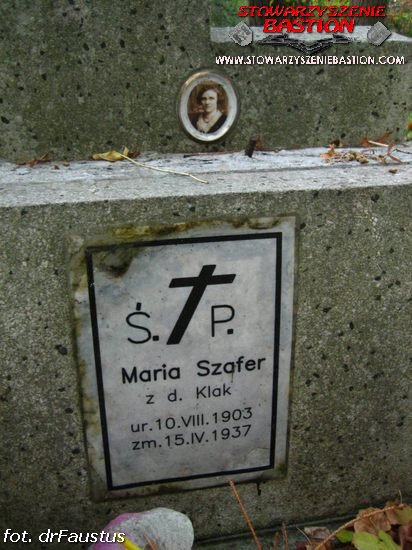 STOWARZYSZENIE
BASTION
WWW.STOWARZYSZENIEBASTION.COM
Ś. P.
Maria Szafer
z d. Klak
ur.10.VIII.1903
zm.15.IV.1937
fot. drFaustus